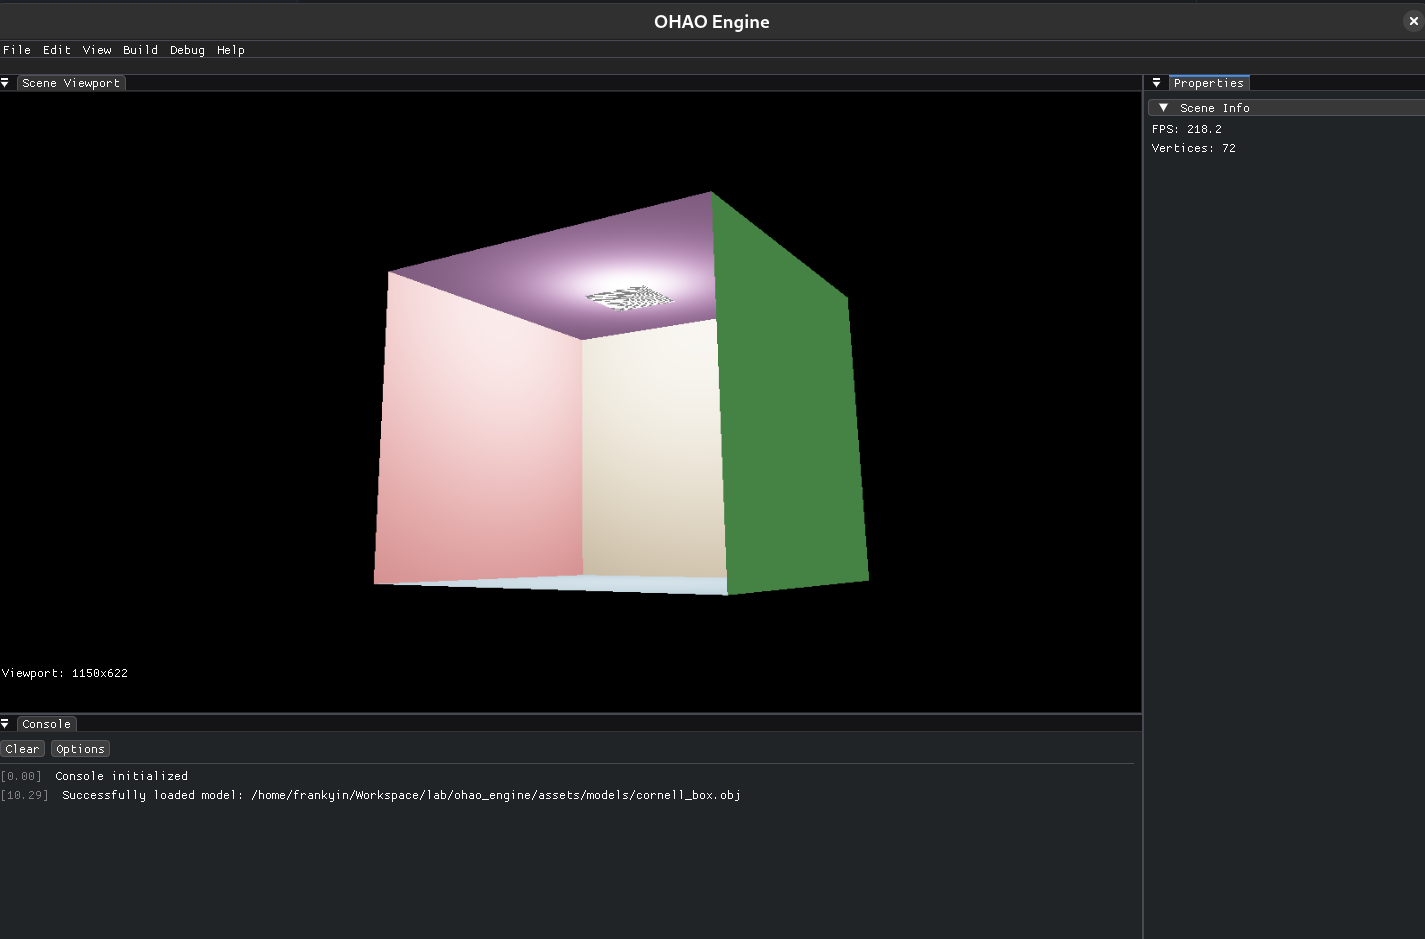 OHAO Engine
File Edit View Build Debug Help
Scene Viewport
Properties
Scene Info
FPS: 218.2
Vertices: 72
Viewport: 1150x622
Console
Clear Options
[0.00] Console initialized
[10.29] Successfully loaded model: /home/frankyin/Workspace/lab/ohao_engine/assets/models/cornell_box.obj